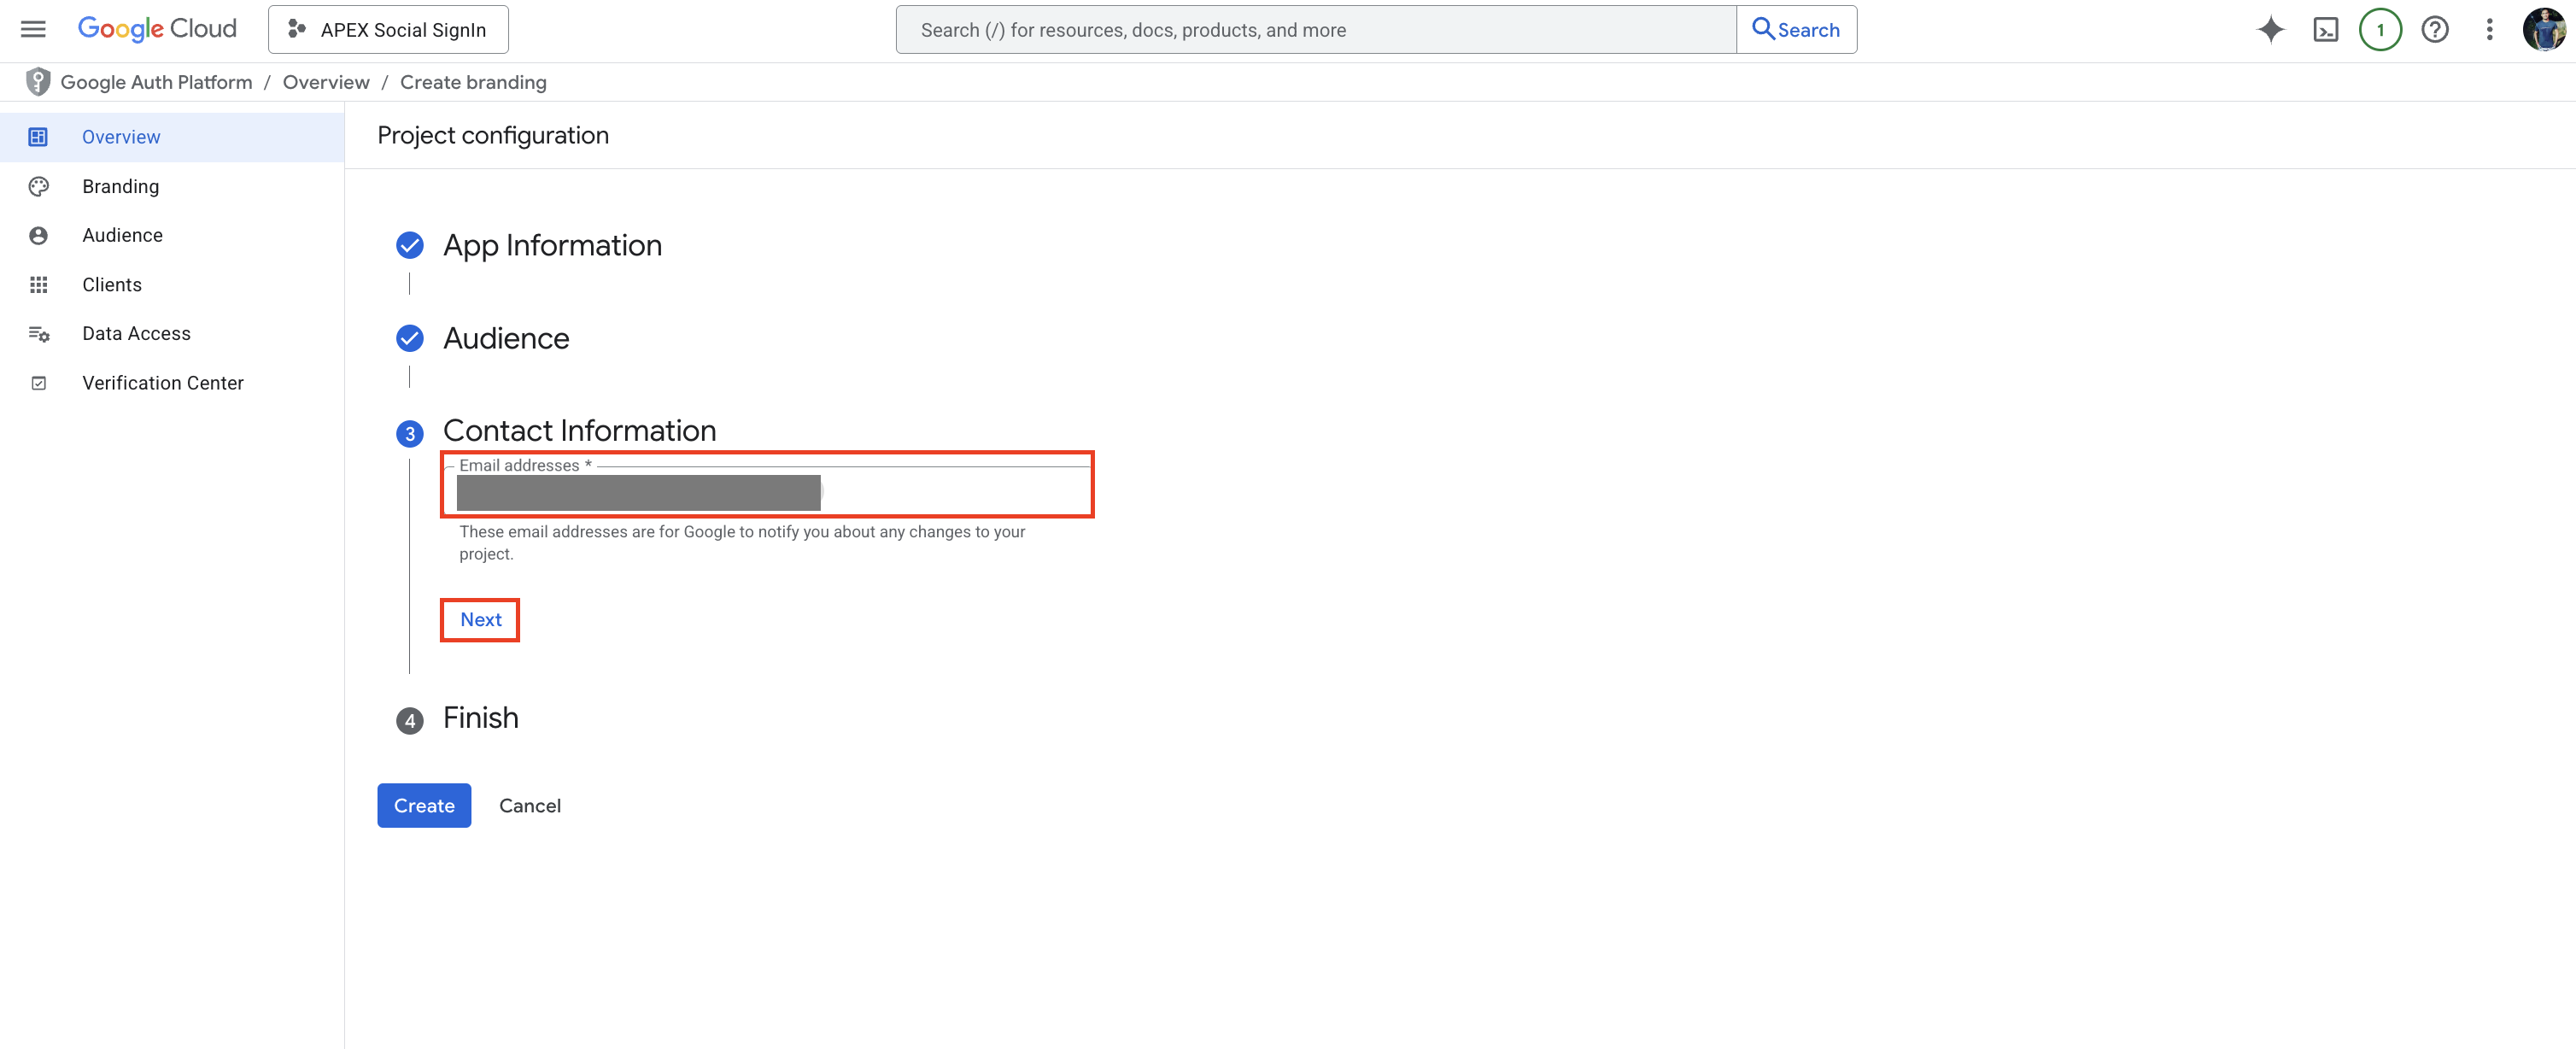 Google Cloud
APEX Social SignIn
Search (/) for resources, docs, products, and more
Search
1
Google Auth Platform / Overview / Create branding
Overview
Branding
Audience
Clients
Data Access
Verification Center
Project configuration
App Information
Audience
3 Contact Information
Email addresses *
These email addresses are for Google to notify you about any changes to your
project.
Next
4 Finish
Create
Cancel